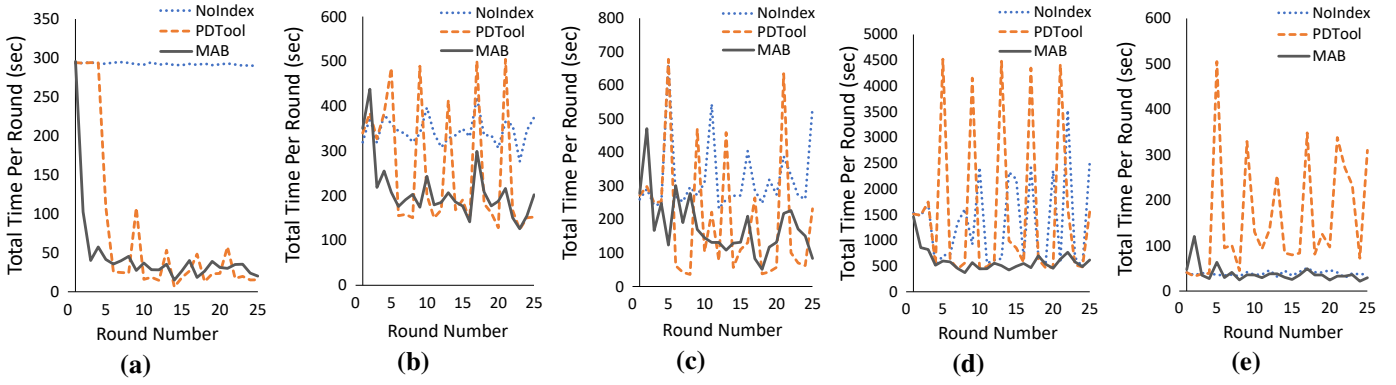 Total Time Per Round (sec)
350
300
250
200
150
100
50
0
0 5 10 15 20 25
Round Number
NoIndex
PDTool
MAB
(a)
Total Time Per Round (sec)
600
500
400
300
200
100
0
0 5 10 15 20 25
Round Number
NoIndex
PDTool
MAB
(b)
Total Time Per Round (sec)
800
700
600
500
400
300
200
100
0
0 5 10 15 20 25
Round Number
NoIndex
PDTool
MAB
(c)
Total Time Per Round (sec)
5000
4500
4000
3500
3000
2500
2000
1500
1000
500
0
0 5 10 15 20 25
Round Number
NoIndex
PDTool
MAB
(d)
Total Time Per Round (sec)
600
500
400
300
200
100
0
0 5 10 15 20 25
Round Number
NoIndex
PDTool
MAB
(e)